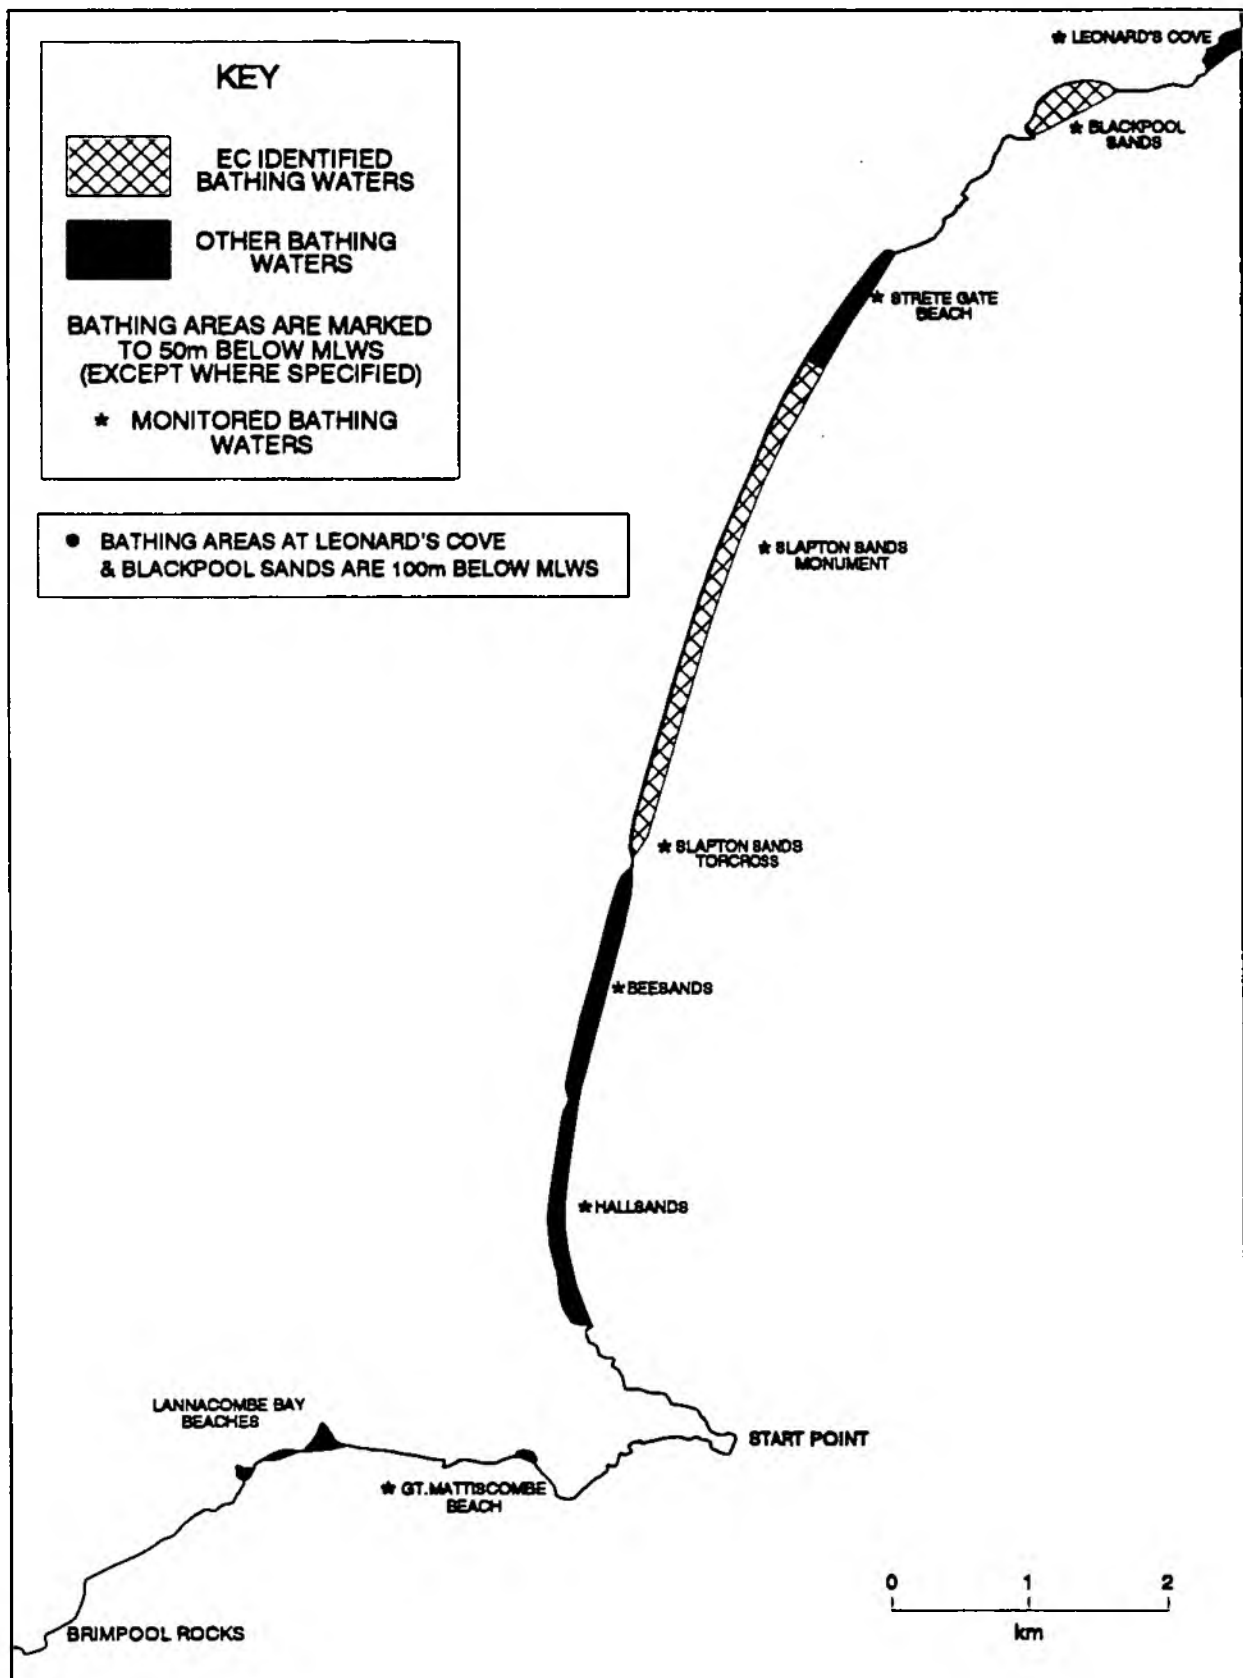 KEY
EC IDENTIFIED
BATHING WATERS
OTHER BATHING
WATERS
BATHING AREAS ARE MARKED
TO 50m BELOW MLWS
(EXCEPT WHERE SPECIFIED)
* MONITORED BATHING
WATERS
● BATHING AREAS AT LEONARD'S COVE
& BLACKPOOL SANDS ARE 100m BELOW MLWS
* LEONARD'S COVE
* BLACKPOOL
SANDS
* STRETE GATE
BEACH
* SLAPTON SANDS
MONUMENT
* SLAPTON SANDS
TORCROSS
* BEESANDS
* HALLSANDS
LANNACOMBE BAY
BEACHES
START POINT
* GT.MATTISCOMBE
BEACH
BRIMPOOL ROCKS
0 1 2
km